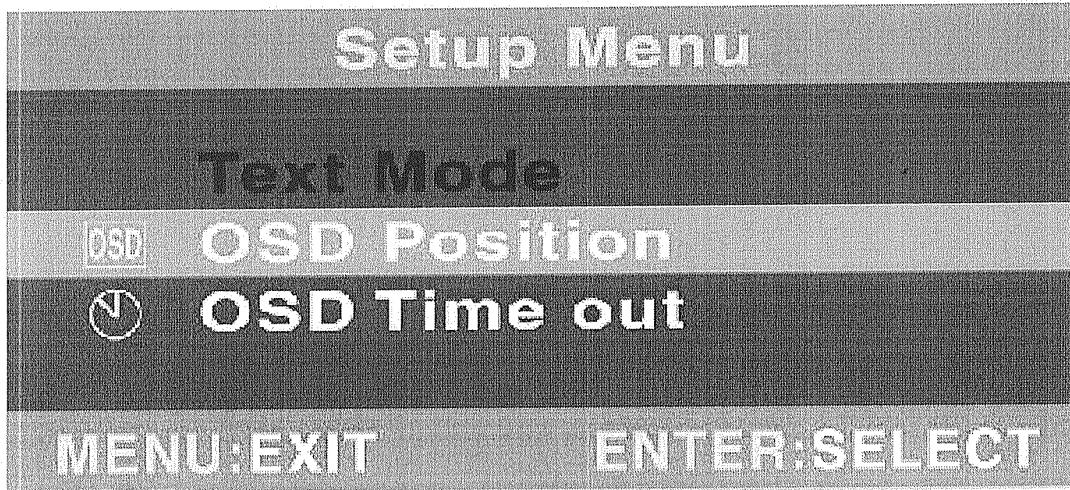 Setup Menu
Text Mode
OSD OSD Position
OSD Time out
MENU:EXIT ENTER:SELECT